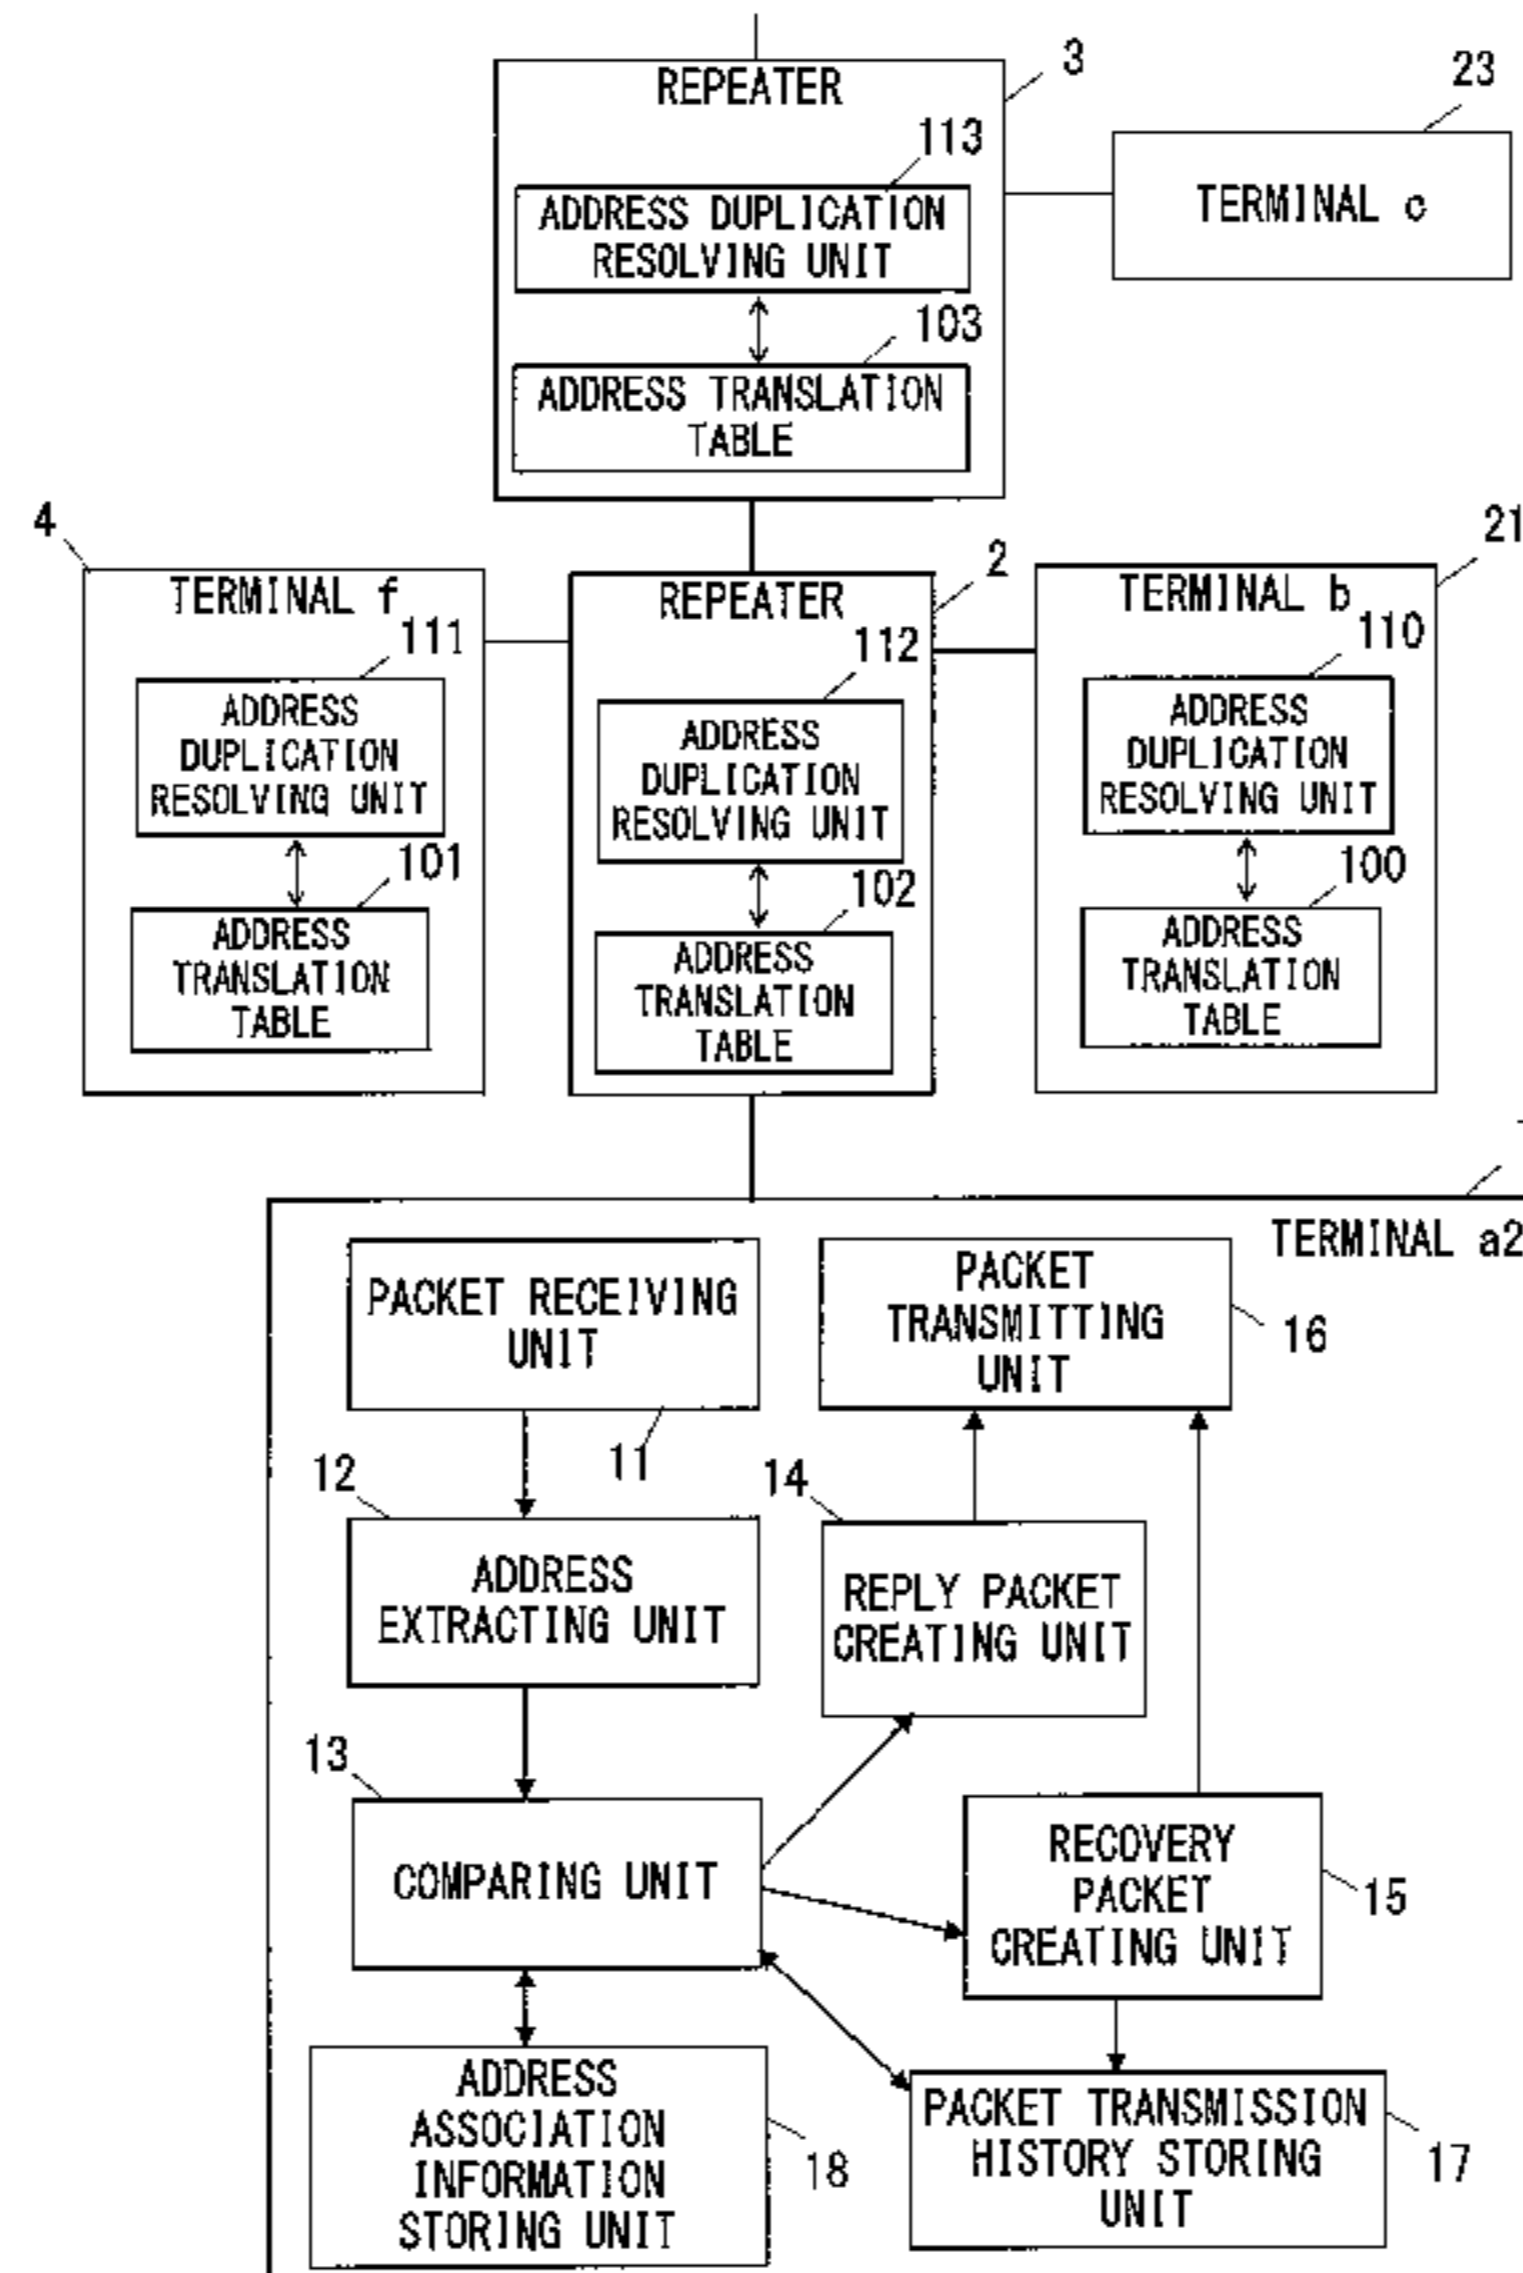 REPEATER
3
113
ADDRESS DUPLICATION
RESOLVING UNIT
103
ADDRESS TRANSLATION
TABLE
23
TERMINAL c
4
TERMINAL f
111
ADDRESS
DUPLICATION
RESOLVING UNIT
101
ADDRESS
TRANSLATION
TABLE
REPEATER
2
112
ADDRESS
DUPLICATION
RESOLVING UNIT
102
ADDRESS
TRANSLATION
TABLE
21
TERMINAL b
110
ADDRESS
DUPLICATION
RESOLVING UNIT
100
ADDRESS
TRANSLATION
TABLE
TERMINAL a2
PACKET RECEIVING
UNIT
11
PACKET
TRANSMITTING
UNIT
16
12
ADDRESS
EXTRACTING UNIT
14
REPLY PACKET
CREATING UNIT
13
COMPARING UNIT
RECOVERY
PACKET
CREATING UNIT
15
ADDRESS
ASSOCIATION
INFORMATION
STORING UNIT
18
PACKET TRANSMISSION
HISTORY STORING
UNIT
17